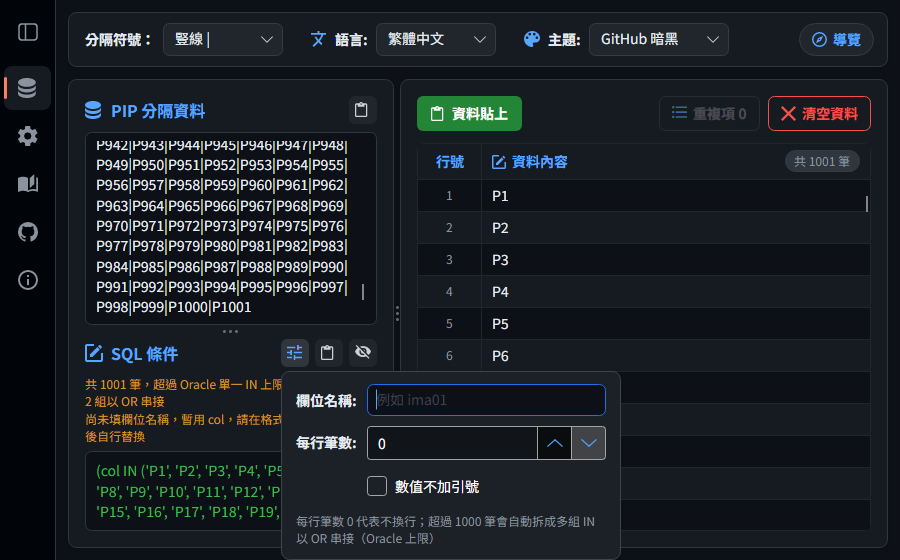 分隔符號：
豎線 |
語言:
繁體中文
主題:
GitHub 暗黑
導覽
PIP 分隔資料
P942|P943|P944|P945|P946|P947|P948|
P949|P950|P951|P952|P953|P954|P955|
P956|P957|P958|P959|P960|P961|P962|
P963|P964|P965|P966|P967|P968|P969|
P970|P971|P972|P973|P974|P975|P976|
P977|P978|P979|P980|P981|P982|P983|
P984|P985|P986|P987|P988|P989|P990|
P991|P992|P993|P994|P995|P996|P997|
P998|P999|P1000|P1001
SQL 條件
共 1001 筆，超過 Oracle 單一 IN 上限
2 組以 OR 串接
尚未填欄位名稱，暫用 col，請在格式
後自行替換
(col IN ('P1', 'P2', 'P3', 'P4', 'P5
'P8', 'P9', 'P10', 'P11', 'P12',
'P15', 'P16', 'P17', 'P18', 'P19',
資料貼上
重複項 0
清空資料
行號
資料內容
共 1001 筆
1
P1
2
P2
3
P3
4
P4
5
P5
6
P6
欄位名稱:
例如 ima01
每行筆數:
0
數值不加引號
每行筆數 0 代表不換行；超過 1000 筆會自動拆成多組 IN
以 OR 串接（Oracle 上限）